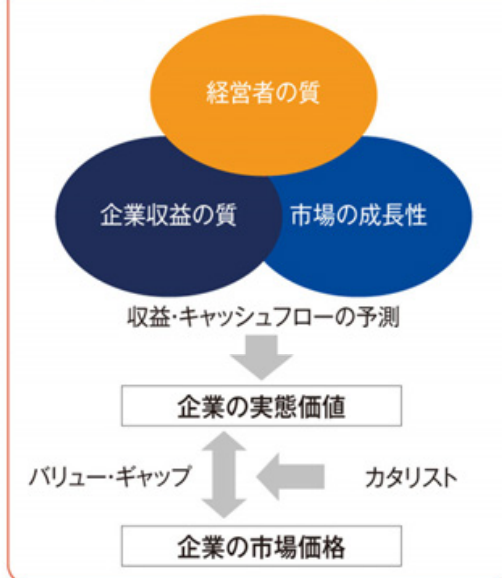 経営者の質
企業収益の質
市場の成長性
収益・キャッシュフローの予測
企業の実態価値
バリュー・ギャップ
カタリスト
企業の市場価格